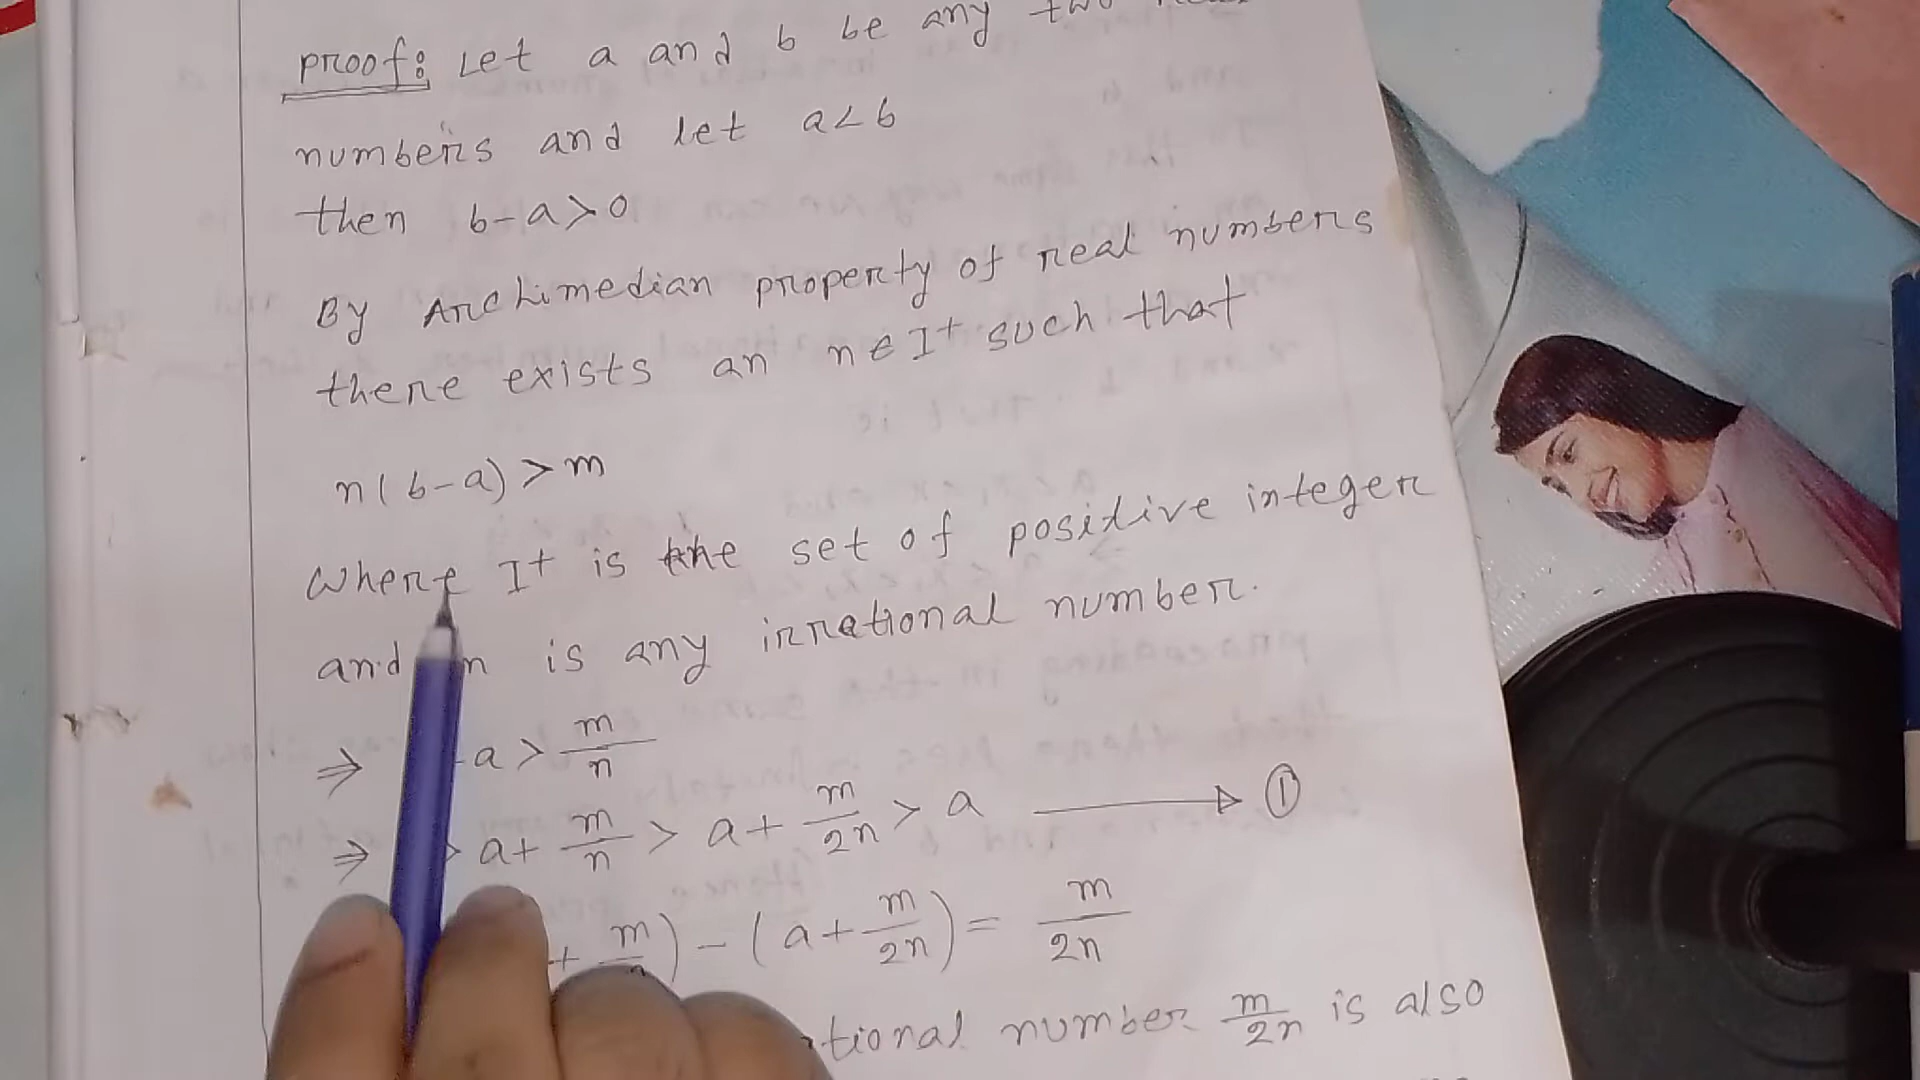 proof: Let a and b be any two
numbers and let a<b
then b-a>0
By Archimedian property of real numbers
there exists an n∈I+ such that
n(b-a)>m
where I+ is the set of positive integer
and m is any irrational number.
⇒ -a > m/n
⇒ > a + m/n > a + m/2n > a → ①
+ m/n) - (a + m/2n) = m/2n
number m/2n is also